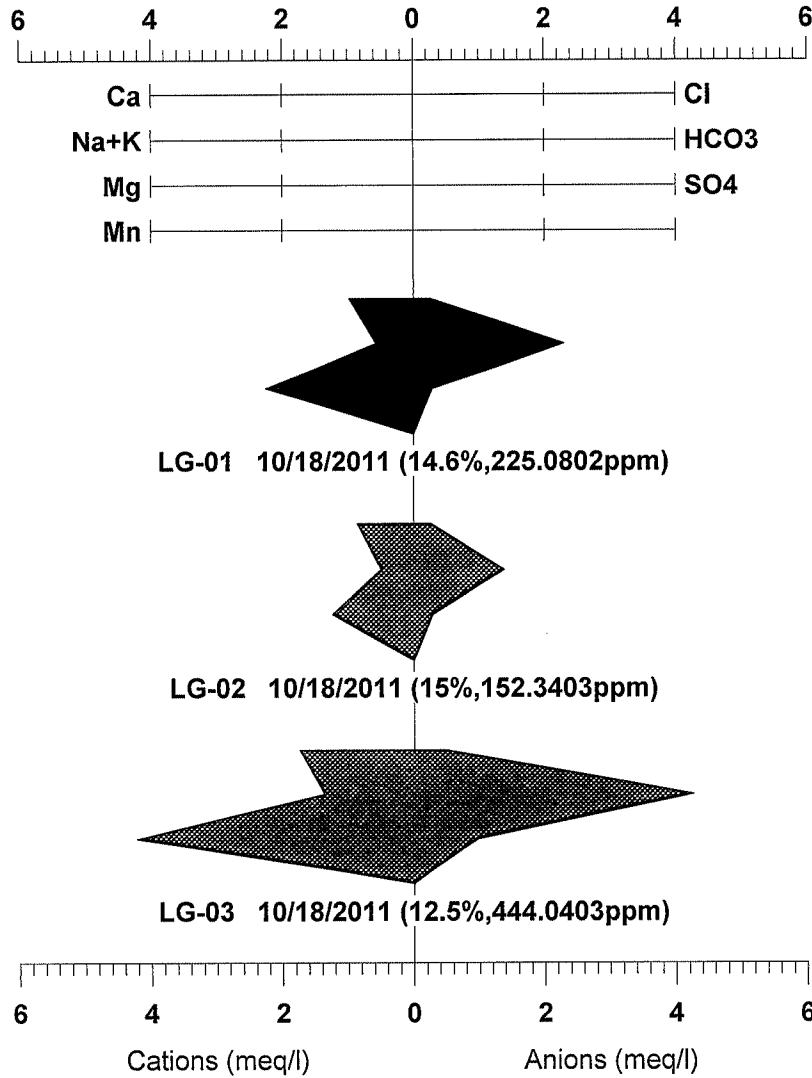 6 4 2 0 2 4 6
Ca Cl
Na+K HCO3
Mg SO4
Mn
LG-01 10/18/2011 (14.6%,225.0802ppm)
LG-02 10/18/2011 (15%,152.3403ppm)
LG-03 10/18/2011 (12.5%,444.0403ppm)
6 4 2 0 2 4 6
Cations (meq/l) Anions (meq/l)